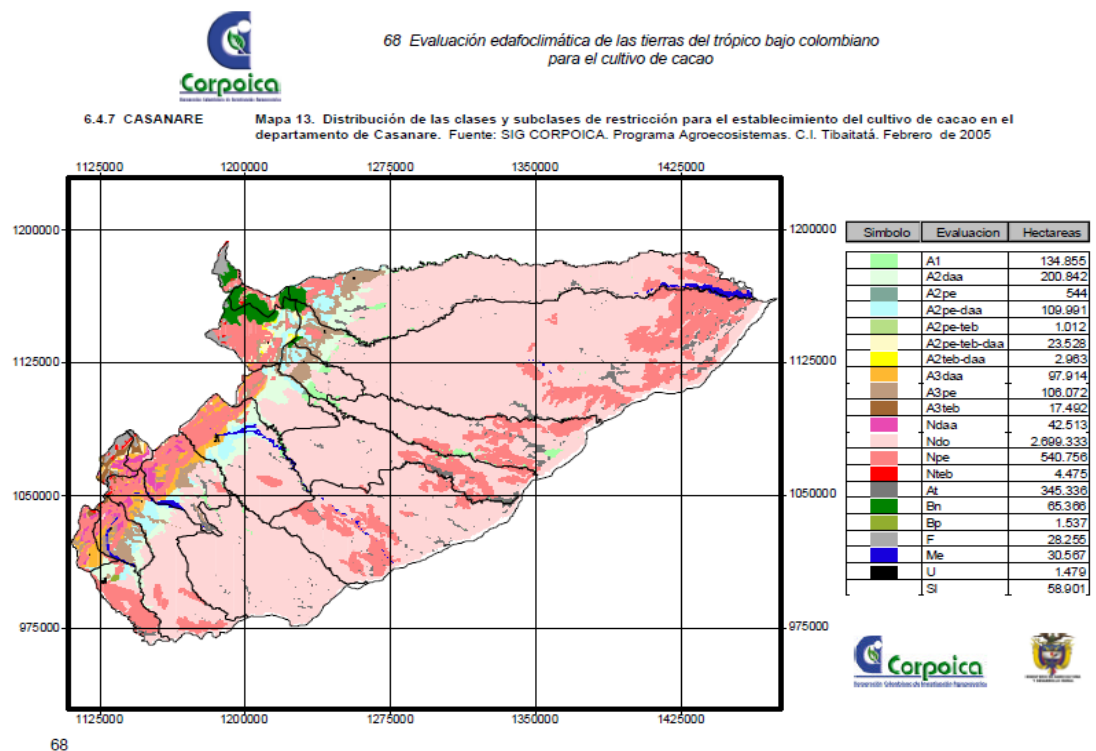 Corpoica
68 Evaluación edafoclimática de las tierras del trópico bajo colombiano
para el cultivo de cacao
6.4.7 CASANARE
Mapa 13. Distribución de las clases y subclases de restricción para el establecimiento del cultivo de cacao en el
departamento de Casanare. Fuente: SIG CORPOICA. Programa Agroecosistemas. C.I. Tibaitatá. Febrero de 2005
1125000 1200000 1275000 1350000 1425000
1200000 1200000
1125000 1125000
1050000 1050000
975000 975000
1125000 1200000 1275000 1350000 1425000
Simbolo Evaluacion Hectareas
A1 134.855
A2daa 200.842
A2pe 544
A2pe-daa 109.991
A2pe-teb 1.012
A2pe-teb-daa 23.528
A2teb-daa 2.963
A3daa 97.914
A3pe 106.072
A3teb 17.492
Ndaa 42.513
Ndo 2.699.333
Npe 540.756
Nteb 4.475
At 345.336
Bn 65.366
Bp 1.537
F 28.255
Me 30.567
U 1.479
SI 58.901
Corpoica
68